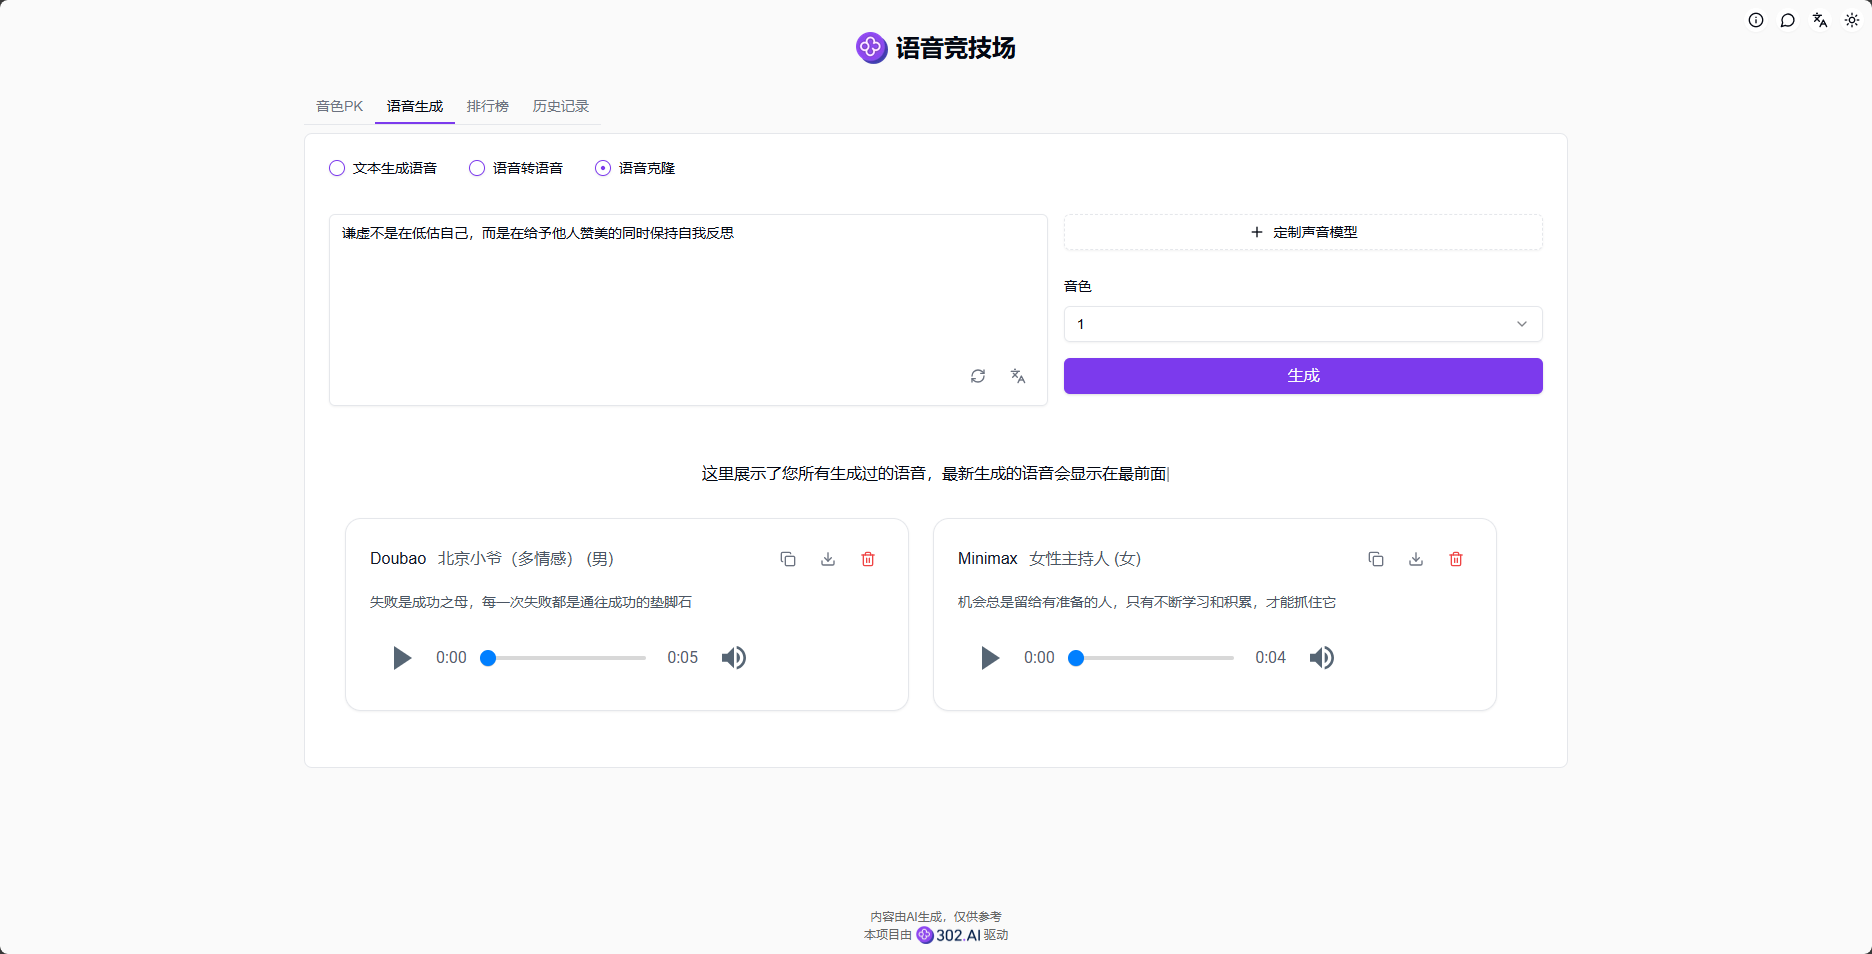 语音竞技场
音色PK 语音生成 排行榜 历史记录
文本生成语音 语音转语音 语音克隆
谦虚不是在低估自己，而是在给予他人赞美的同时保持自我反思
定制声音模型
音色
1
生成
这里展示了您所有生成过的语音，最新生成的语音会显示在最前面
Doubao 北京小爷（多情感） (男)
失败是成功之母，每一次失败都是通往成功的垫脚石
0:00 0:05
Minimax 女性主持人 (女)
机会总是留给有准备的人，只有不断学习和积累，才能抓住它
0:00 0:04
内容由AI生成，仅供参考
本项目由 302.AI 驱动